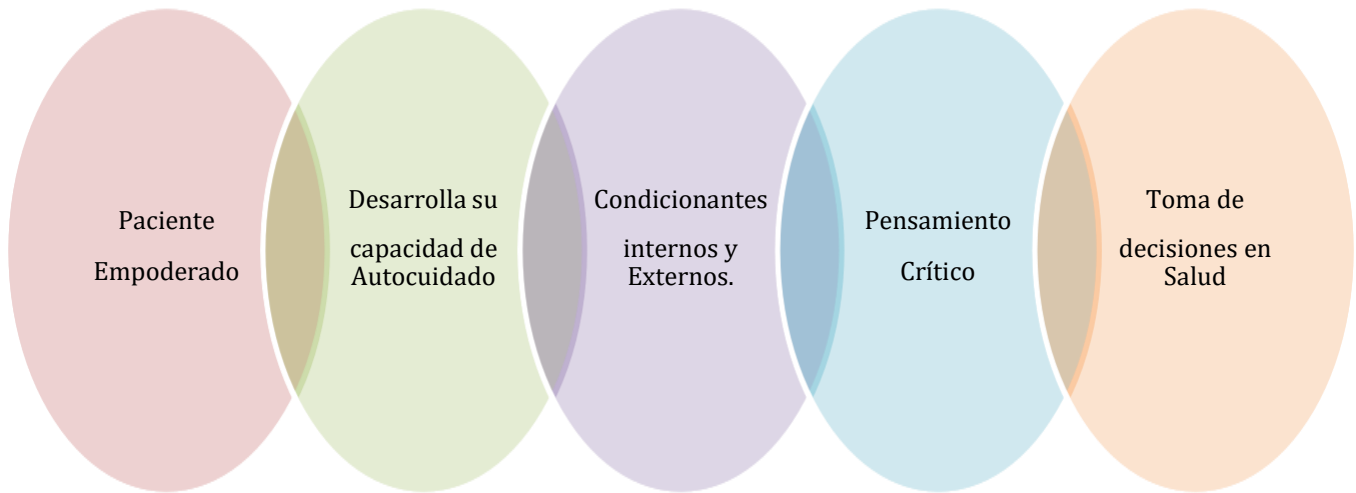 Paciente
Empoderado
Desarrolla su
capacidad de
Autocuidado
Condicionantes
internos y
Externos.
Pensamiento
Crítico
Toma de
decisiones en
Salud